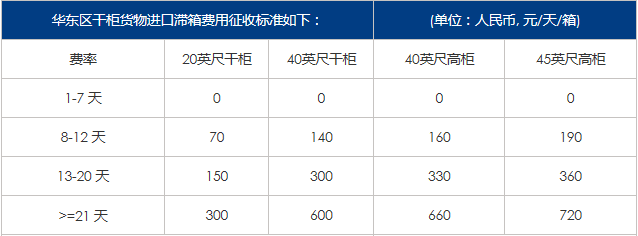 华东区干柜货物进口滞箱费用征收标准如下： (单位：人民币, 元/天/箱)
费率 20英尺干柜 40英尺干柜 40英尺高柜 45英尺高柜
1-7 天 0 0 0 0
8-12 天 70 140 160 190
13-20 天 150 300 330 360
>=21 天 300 600 660 720